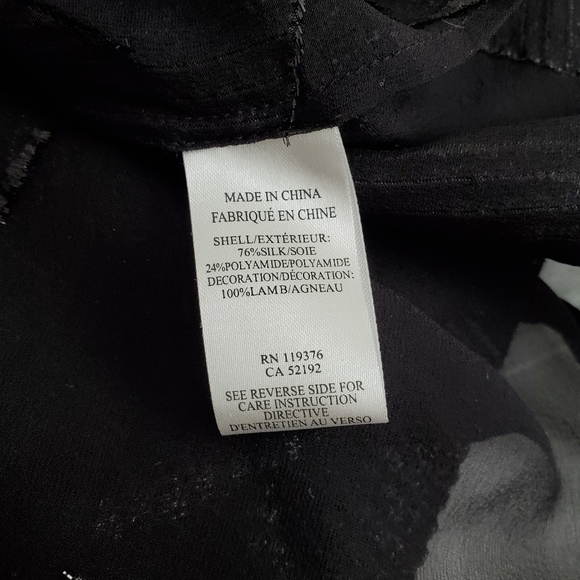 MADE IN CHINA
FABRIQUÉ EN CHINE
SHELL/EXTÉRIEUR:
76%SILK/SOIE
24%POLYAMIDE/POLYAMIDE
DECORATION/DÉCORATION:
100%LAMB/AGNEAU
RN 119376
CA 52192
SEE REVERSE SIDE FOR
CARE INSTRUCTION
DIRECTIVE
D'ENTRETIEN AU VERSO